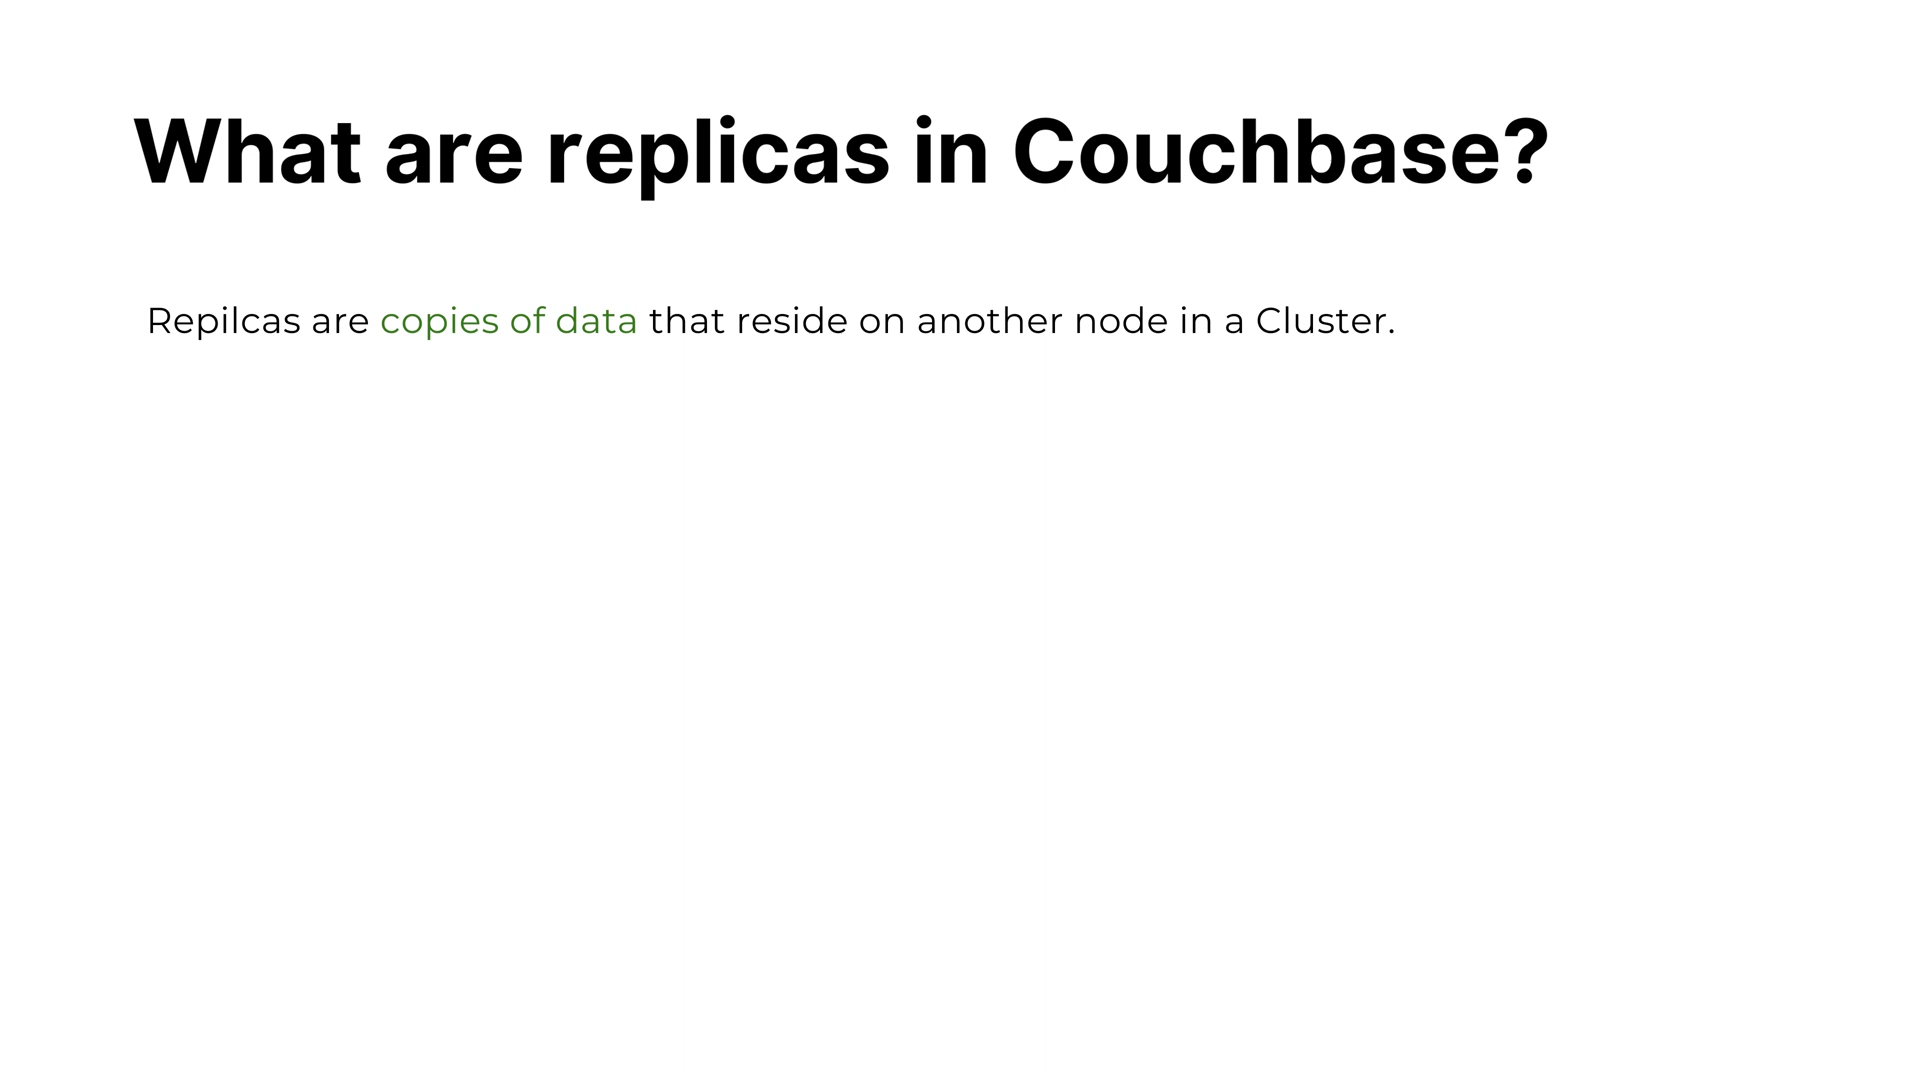 What are replicas in Couchbase?
Repilcas are copies of data that reside on another node in a Cluster.